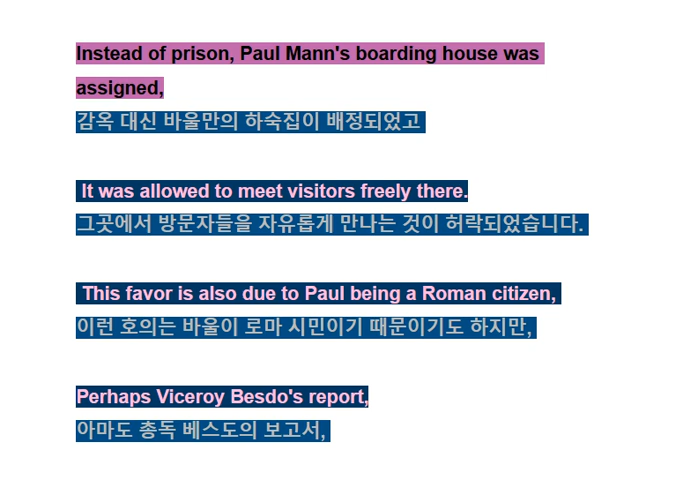 Instead of prison, Paul Mann's boarding house was
assigned,
감옥 대신 바울만의 하숙집이 배정되었고
It was allowed to meet visitors freely there.
그곳에서 방문자들을 자유롭게 만나는 것이 허락되었습니다.
This favor is also due to Paul being a Roman citizen,
이런 호의는 바울이 로마 시민이기 때문이기도 하지만,
Perhaps Viceroy Besdo's report,
아마도 총독 베스도의 보고서,